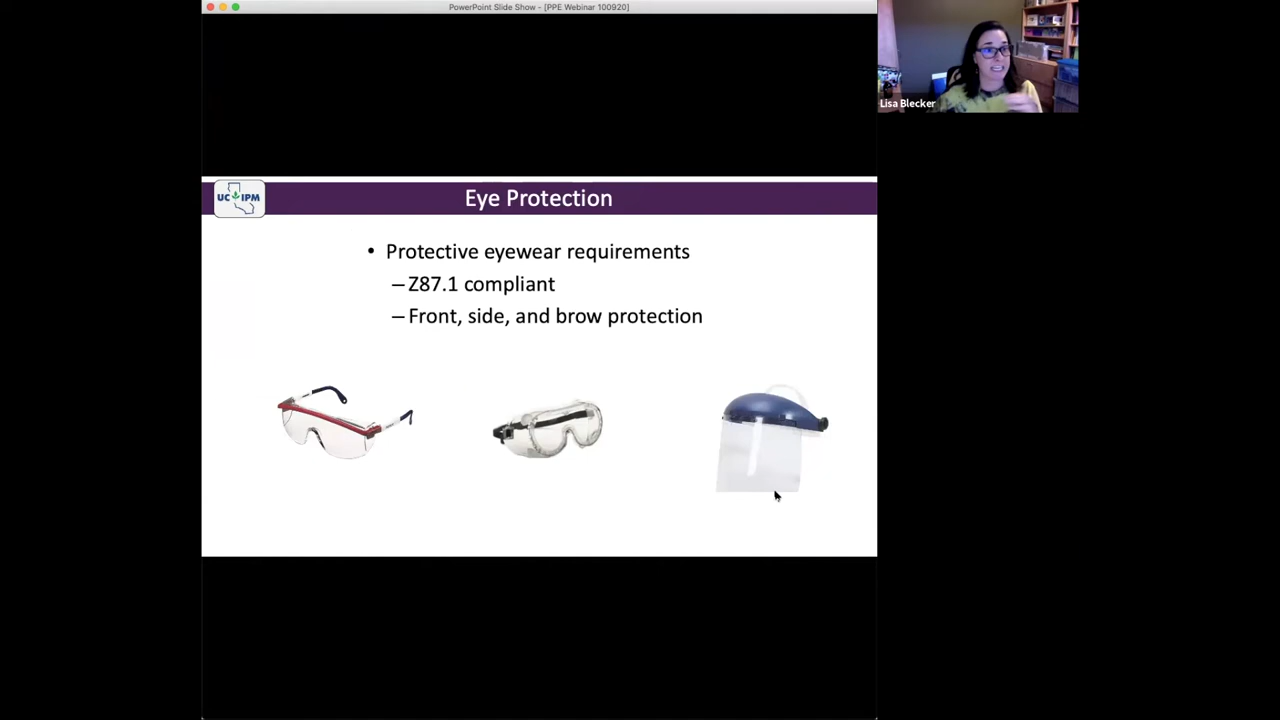 PowerPoint Slide Show - [PPE Webinar 100920]
Lisa Blecker
UC IPM
Eye Protection
• Protective eyewear requirements
–Z87.1 compliant
–Front, side, and brow protection